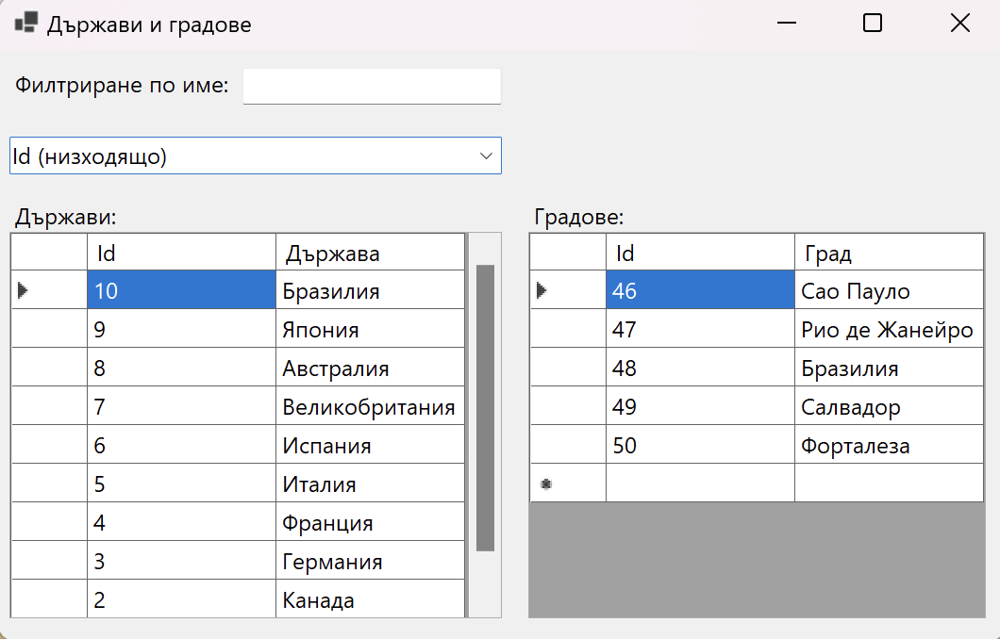 Държави и градове
Филтриране по име:
Id (низходящо)
Държави:
Id Държава
10 Бразилия
9 Япония
8 Австралия
7 Великобритания
6 Испания
5 Италия
4 Франция
3 Германия
2 Канада
Градове:
Id Град
46 Сао Пауло
47 Рио де Жанейро
48 Бразилия
49 Салвадор
50 Форталеза